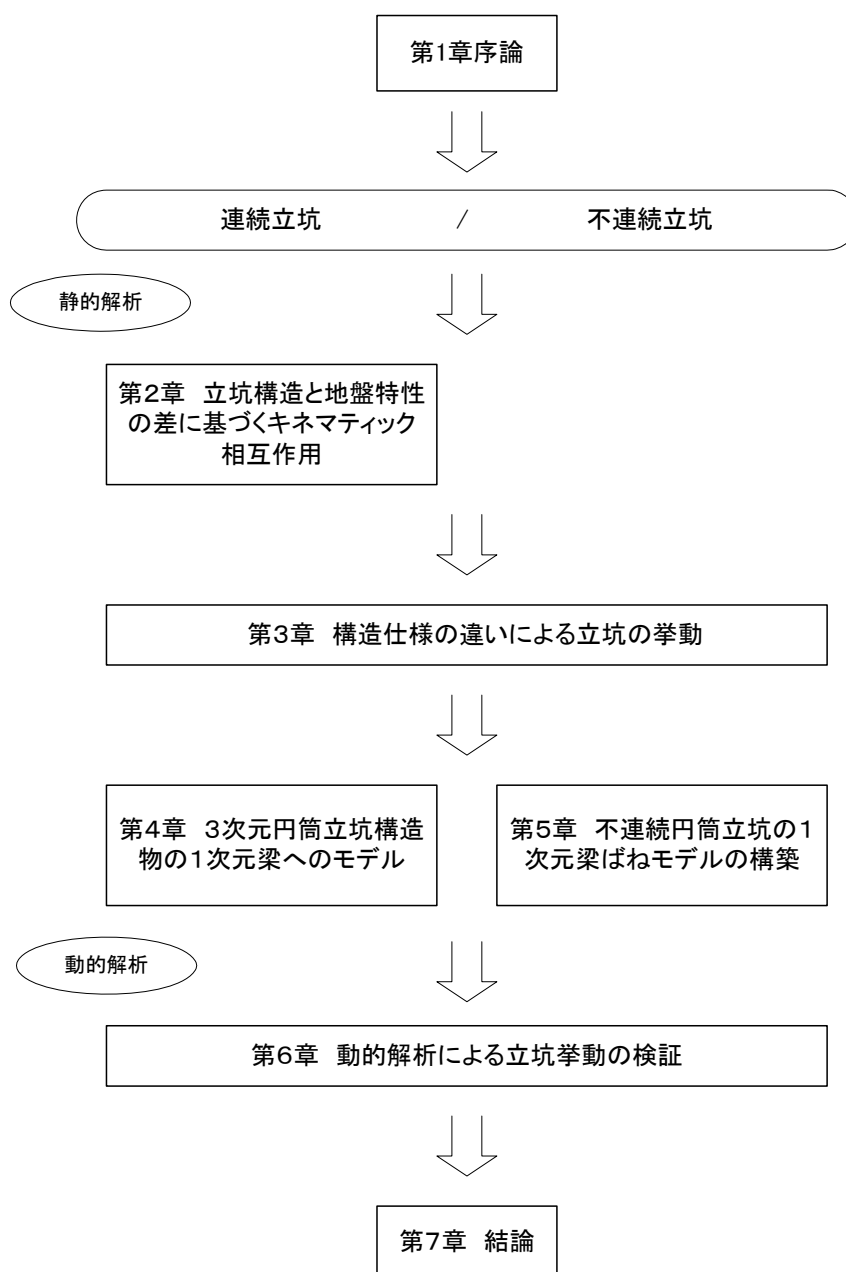 第1章序論
連続立坑 / 不連続立坑
静的解析
第2章 立坑構造と地盤特性
の差に基づくキネマティック
相互作用
第3章 構造仕様の違いによる立坑の挙動
第4章 3次元円筒立坑構造
物の1次元梁へのモデル
第5章 不連続円筒立坑の1
次元梁ばねモデルの構築
動的解析
第6章 動的解析による立坑挙動の検証
第7章 結論